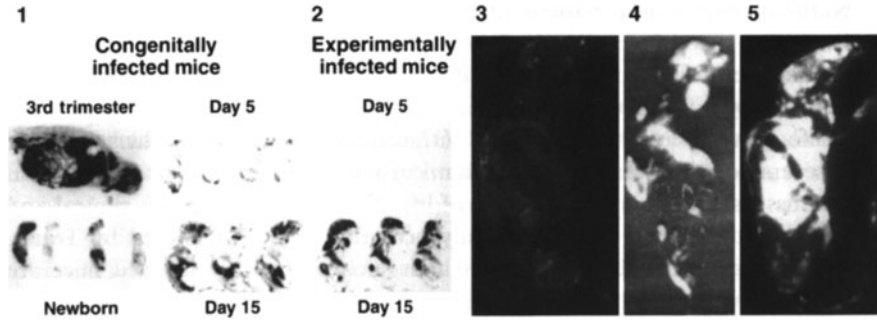 1
Congenitally
infected mice
3rd trimester
Day 5
Newborn
Day 15
2
Experimentally
infected mice
Day 5
Day 15
3
4
5